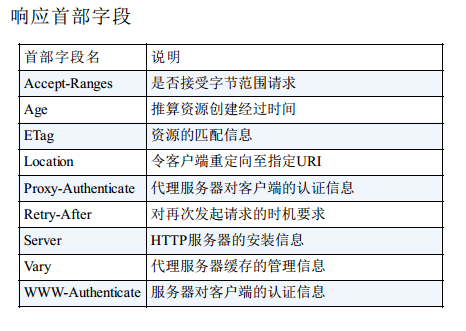 响应首部字段
首部字段名 说明
Accept-Ranges 是否接受字节范围请求
Age 推算资源创建经过时间
ETag 资源的匹配信息
Location 令客户端重定向至指定URI
Proxy-Authenticate 代理服务器对客户端的认证信息
Retry-After 对再次发起请求的时机要求
Server HTTP服务器的安装信息
Vary 代理服务器缓存的管理信息
WWW-Authenticate 服务器对客户端的认证信息